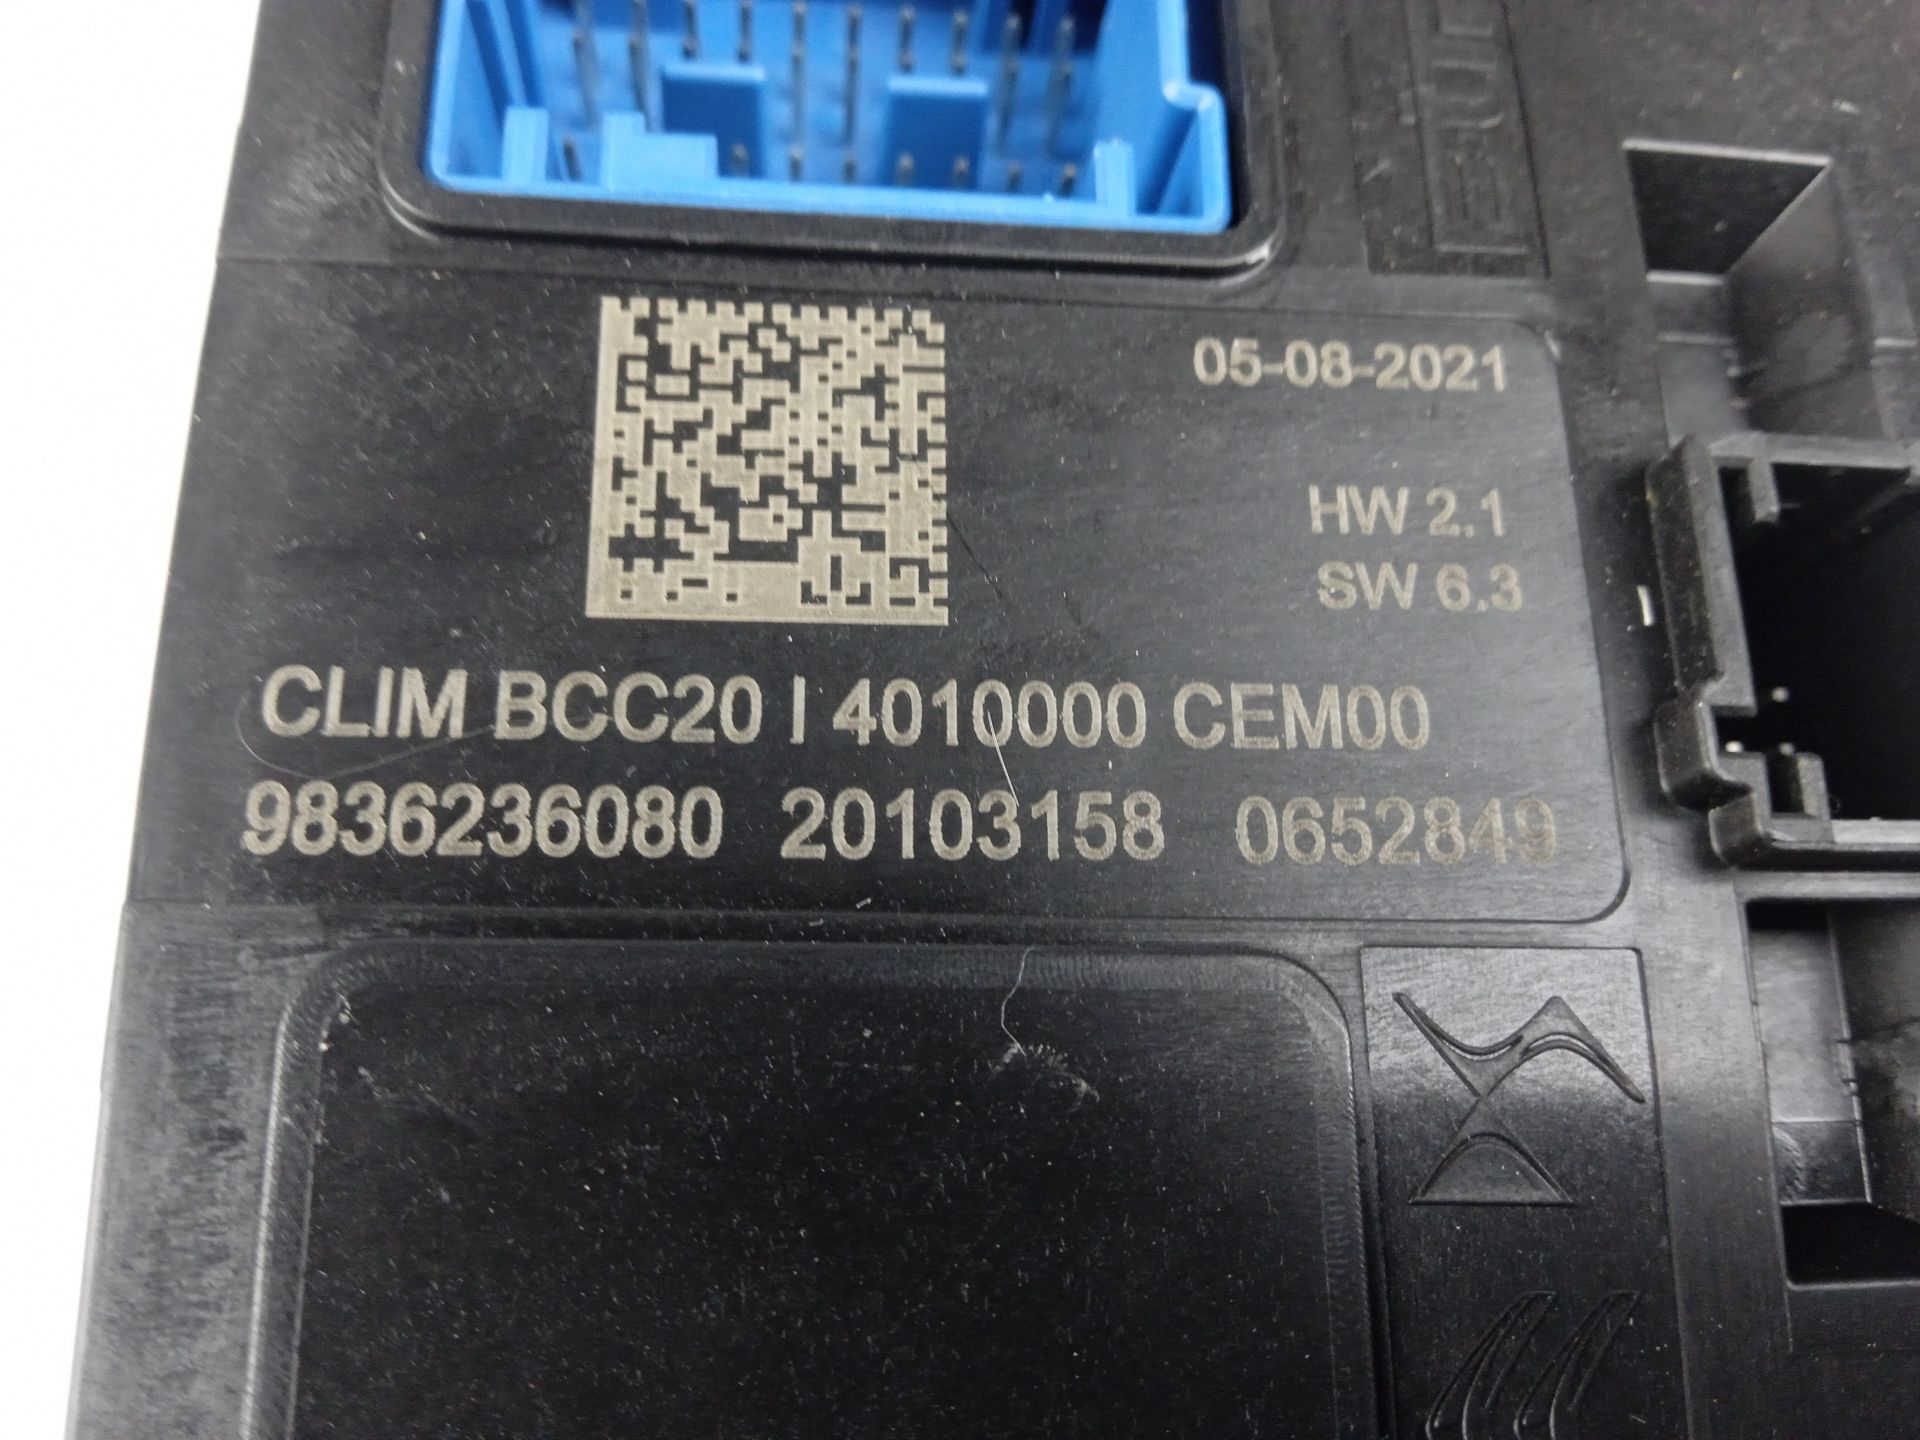 05-08-2021
HW 2.1
SW 6.3
CLIM BCC20 I 4010000 CEM00
9836236080 20103158 0652849